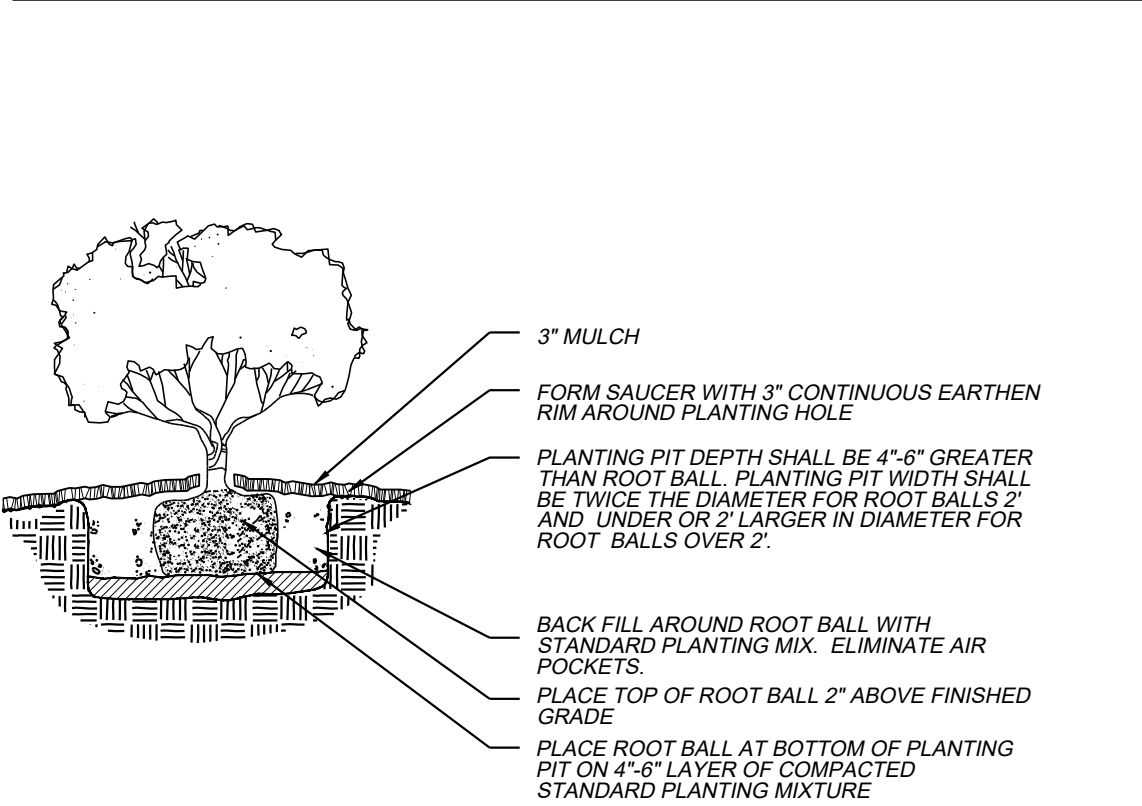 3" MULCH
FORM SAUCER WITH 3" CONTINUOUS EARTHEN
RIM AROUND PLANTING HOLE
PLANTING PIT DEPTH SHALL BE 4"-6" GREATER
THAN ROOT BALL. PLANTING PIT WIDTH SHALL
BE TWICE THE DIAMETER FOR ROOT BALLS 2'
AND UNDER OR 2' LARGER IN DIAMETER FOR
ROOT BALLS OVER 2'.
BACK FILL AROUND ROOT BALL WITH
STANDARD PLANTING MIX. ELIMINATE AIR
POCKETS.
PLACE TOP OF ROOT BALL 2" ABOVE FINISHED
GRADE
PLACE ROOT BALL AT BOTTOM OF PLANTING
PIT ON 4"-6" LAYER OF COMPACTED
STANDARD PLANTING MIXTURE